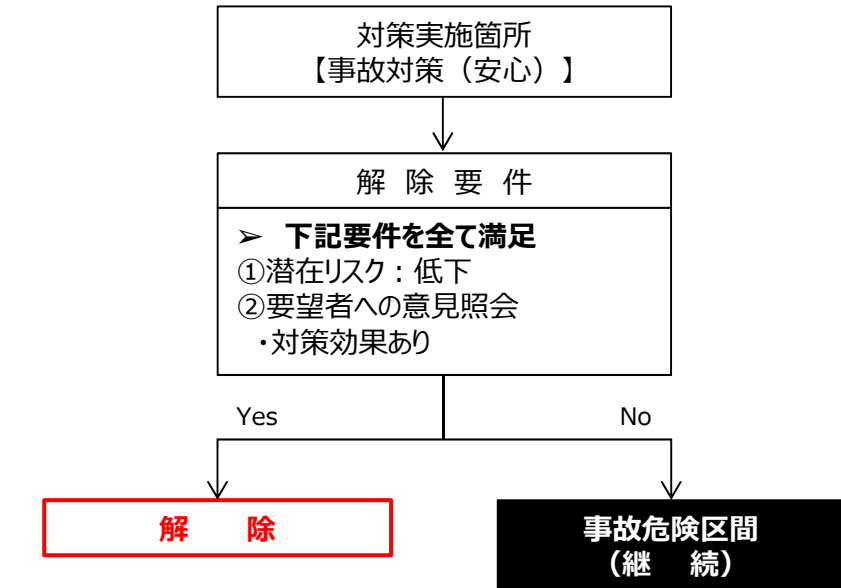 対策実施箇所
【事故対策（安心）】
解 除 要 件
➢ 下記要件を全て満足
①潜在リスク：低下
②要望者への意見照会
・対策効果あり
Yes
No
解 除
事故危険区間
（継 続）